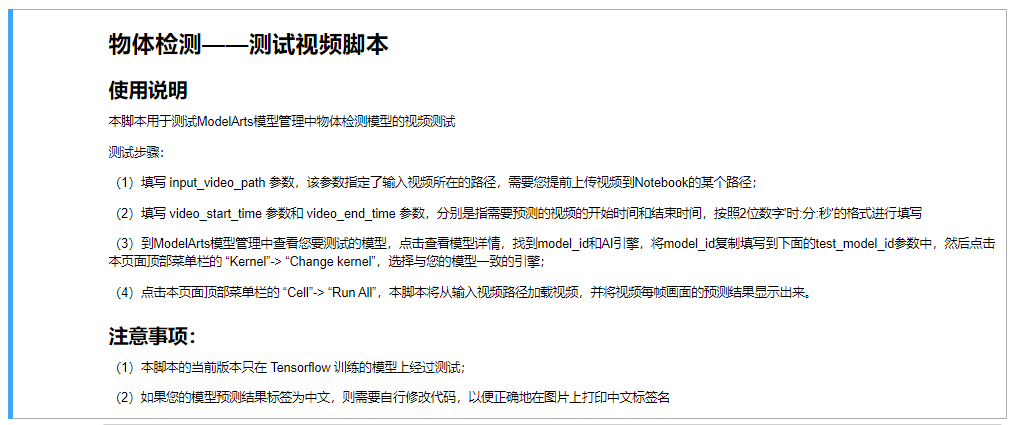 物体检测——测试视频脚本
使用说明
本脚本用于测试ModelArts模型管理中物体检测模型的视频测试
测试步骤：
（1）填写 input_video_path 参数，该参数指定了输入视频所在的路径，需要您提前上传视频到Notebook的某个路径；
（2）填写 video_start_time 参数和 video_end_time 参数，分别是指需要预测的视频的开始时间和结束时间，按照2位数字“时:分:秒”的格式进行填写
（3）到ModelArts模型管理中查看您要测试的模型，点击查看模型详情，找到model_id和AI引擎，将model_id复制填写到下面的test_model_id参数中，然后点击
本页面顶部菜单栏的 “Kernel”-> “Change kernel”，选择与您的模型一致的引擎；
（4）点击本页面顶部菜单栏的 “Cell”-> “Run All”，本脚本将从输入视频路径加载视频，并将视频每帧画面的预测结果显示出来。
注意事项：
（1）本脚本的当前版本只在 Tensorflow 训练的模型上经过测试；
（2）如果您的模型预测结果标签为中文，则需要自行修改代码，以便正确地在图片上打印中文标签名